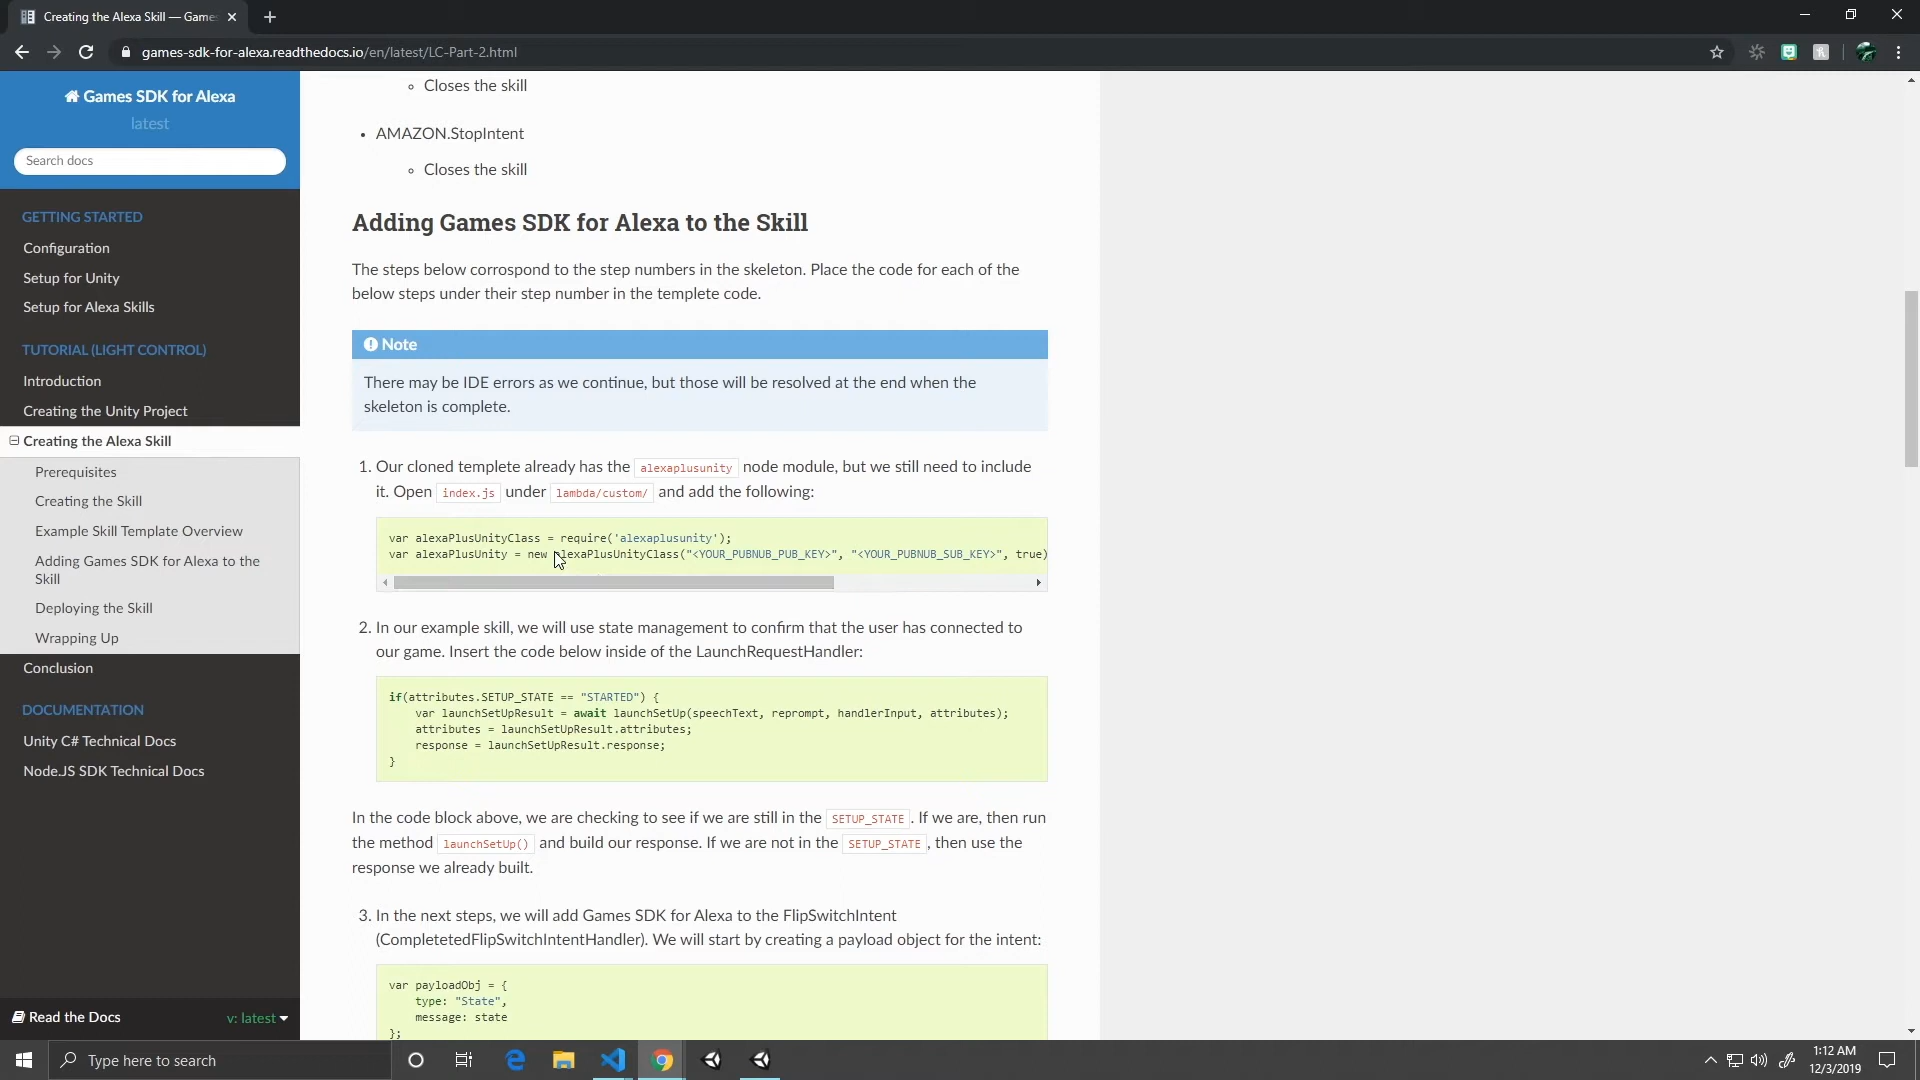 Creating the Alexa Skill — Games
games-sdk-for-alexa.readthedocs.io/en/latest/LC-Part-2.html
Games SDK for Alexa
latest
Search docs
GETTING STARTED
Configuration
Setup for Unity
Setup for Alexa Skills
TUTORIAL (LIGHT CONTROL)
Introduction
Creating the Unity Project
Creating the Alexa Skill
Prerequisites
Creating the Skill
Example Skill Template Overview
Adding Games SDK for Alexa to the
Skill
Deploying the Skill
Wrapping Up
Conclusion
DOCUMENTATION
Unity C# Technical Docs
Node.JS SDK Technical Docs
Read the Docs
v: latest
Closes the skill
AMAZON.StopIntent
Closes the skill
Adding Games SDK for Alexa to the Skill
The steps below correspond to the step numbers in the skeleton. Place the code for each of the
below steps under their step number in the templete code.
Note
There may be IDE errors as we continue, but those will be resolved at the end when the
skeleton is complete.
1. Our cloned templete already has the alexaplusunity node module, but we still need to include
it. Open index.js under lambda/custom/ and add the following:
var alexaPlusUnityClass = require('alexaplusunity');
var alexaPlusUnity = new alexaPlusUnityClass("<YOUR_PUBNUB_PUB_KEY>", "<YOUR_PUBNUB_SUB_KEY>", true)
2. In our example skill, we will use state management to confirm that the user has connected to
our game. Insert the code below inside of the LaunchRequestHandler:
if(attributes.SETUP_STATE == "STARTED") {
var launchSetUpResult = await launchSetUp(speechText, reprompt, handlerInput, attributes);
attributes = launchSetUpResult.attributes;
response = launchSetUpResult.response;
}
In the code block above, we are checking to see if we are still in the SETUP_STATE. If we are, then run
the method launchSetUp() and build our response. If we are not in the SETUP_STATE, then use the
response we already built.
3. In the next steps, we will add Games SDK for Alexa to the FlipSwitchIntent
(CompletetedFlipSwitchIntentHandler). We will start by creating a payload object for the intent:
var payloadObj = {
type: "State",
message: state
};
Type here to search
1:12 AM
12/3/2019